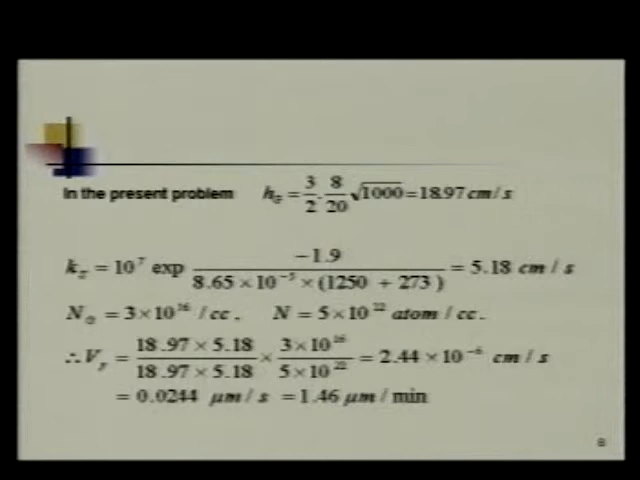 In the present problem h_g = 3/2 · 8/20 √1000 = 18.97 cm/s
k_s = 10^7 exp −1.9 / 8.65 × 10^−5 × (1250 + 273) = 5.18 cm/s
N_G = 3×10^16 /cc, N = 5×10^22 atom/cc.
∴ V_y = 18.97 × 5.18 / 18.97 × 5.18 × 3×10^16 / 5×10^22 = 2.44 × 10^−6 cm/s
= 0.0244 μm/s = 1.46 μm/min
8